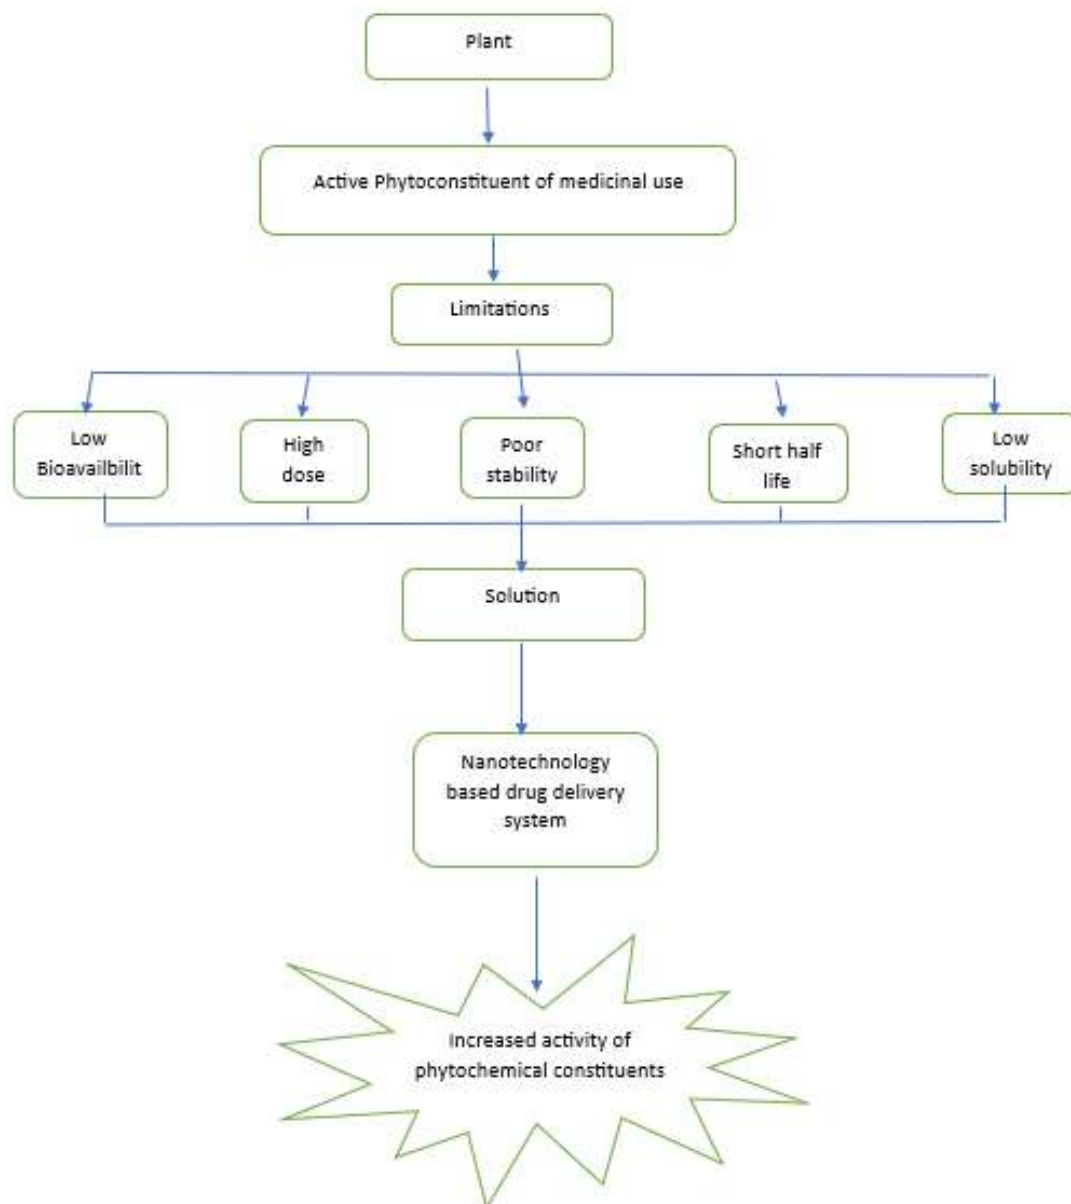 Plant
Active Phytoconstituent of medicinal use
Limitations
Low
Bioavailbilit
High
dose
Poor
stability
Short half
life
Low
solubility
Solution
Nanotechnology
based drug delivery
system
Increased activity of
phytochemical constituents